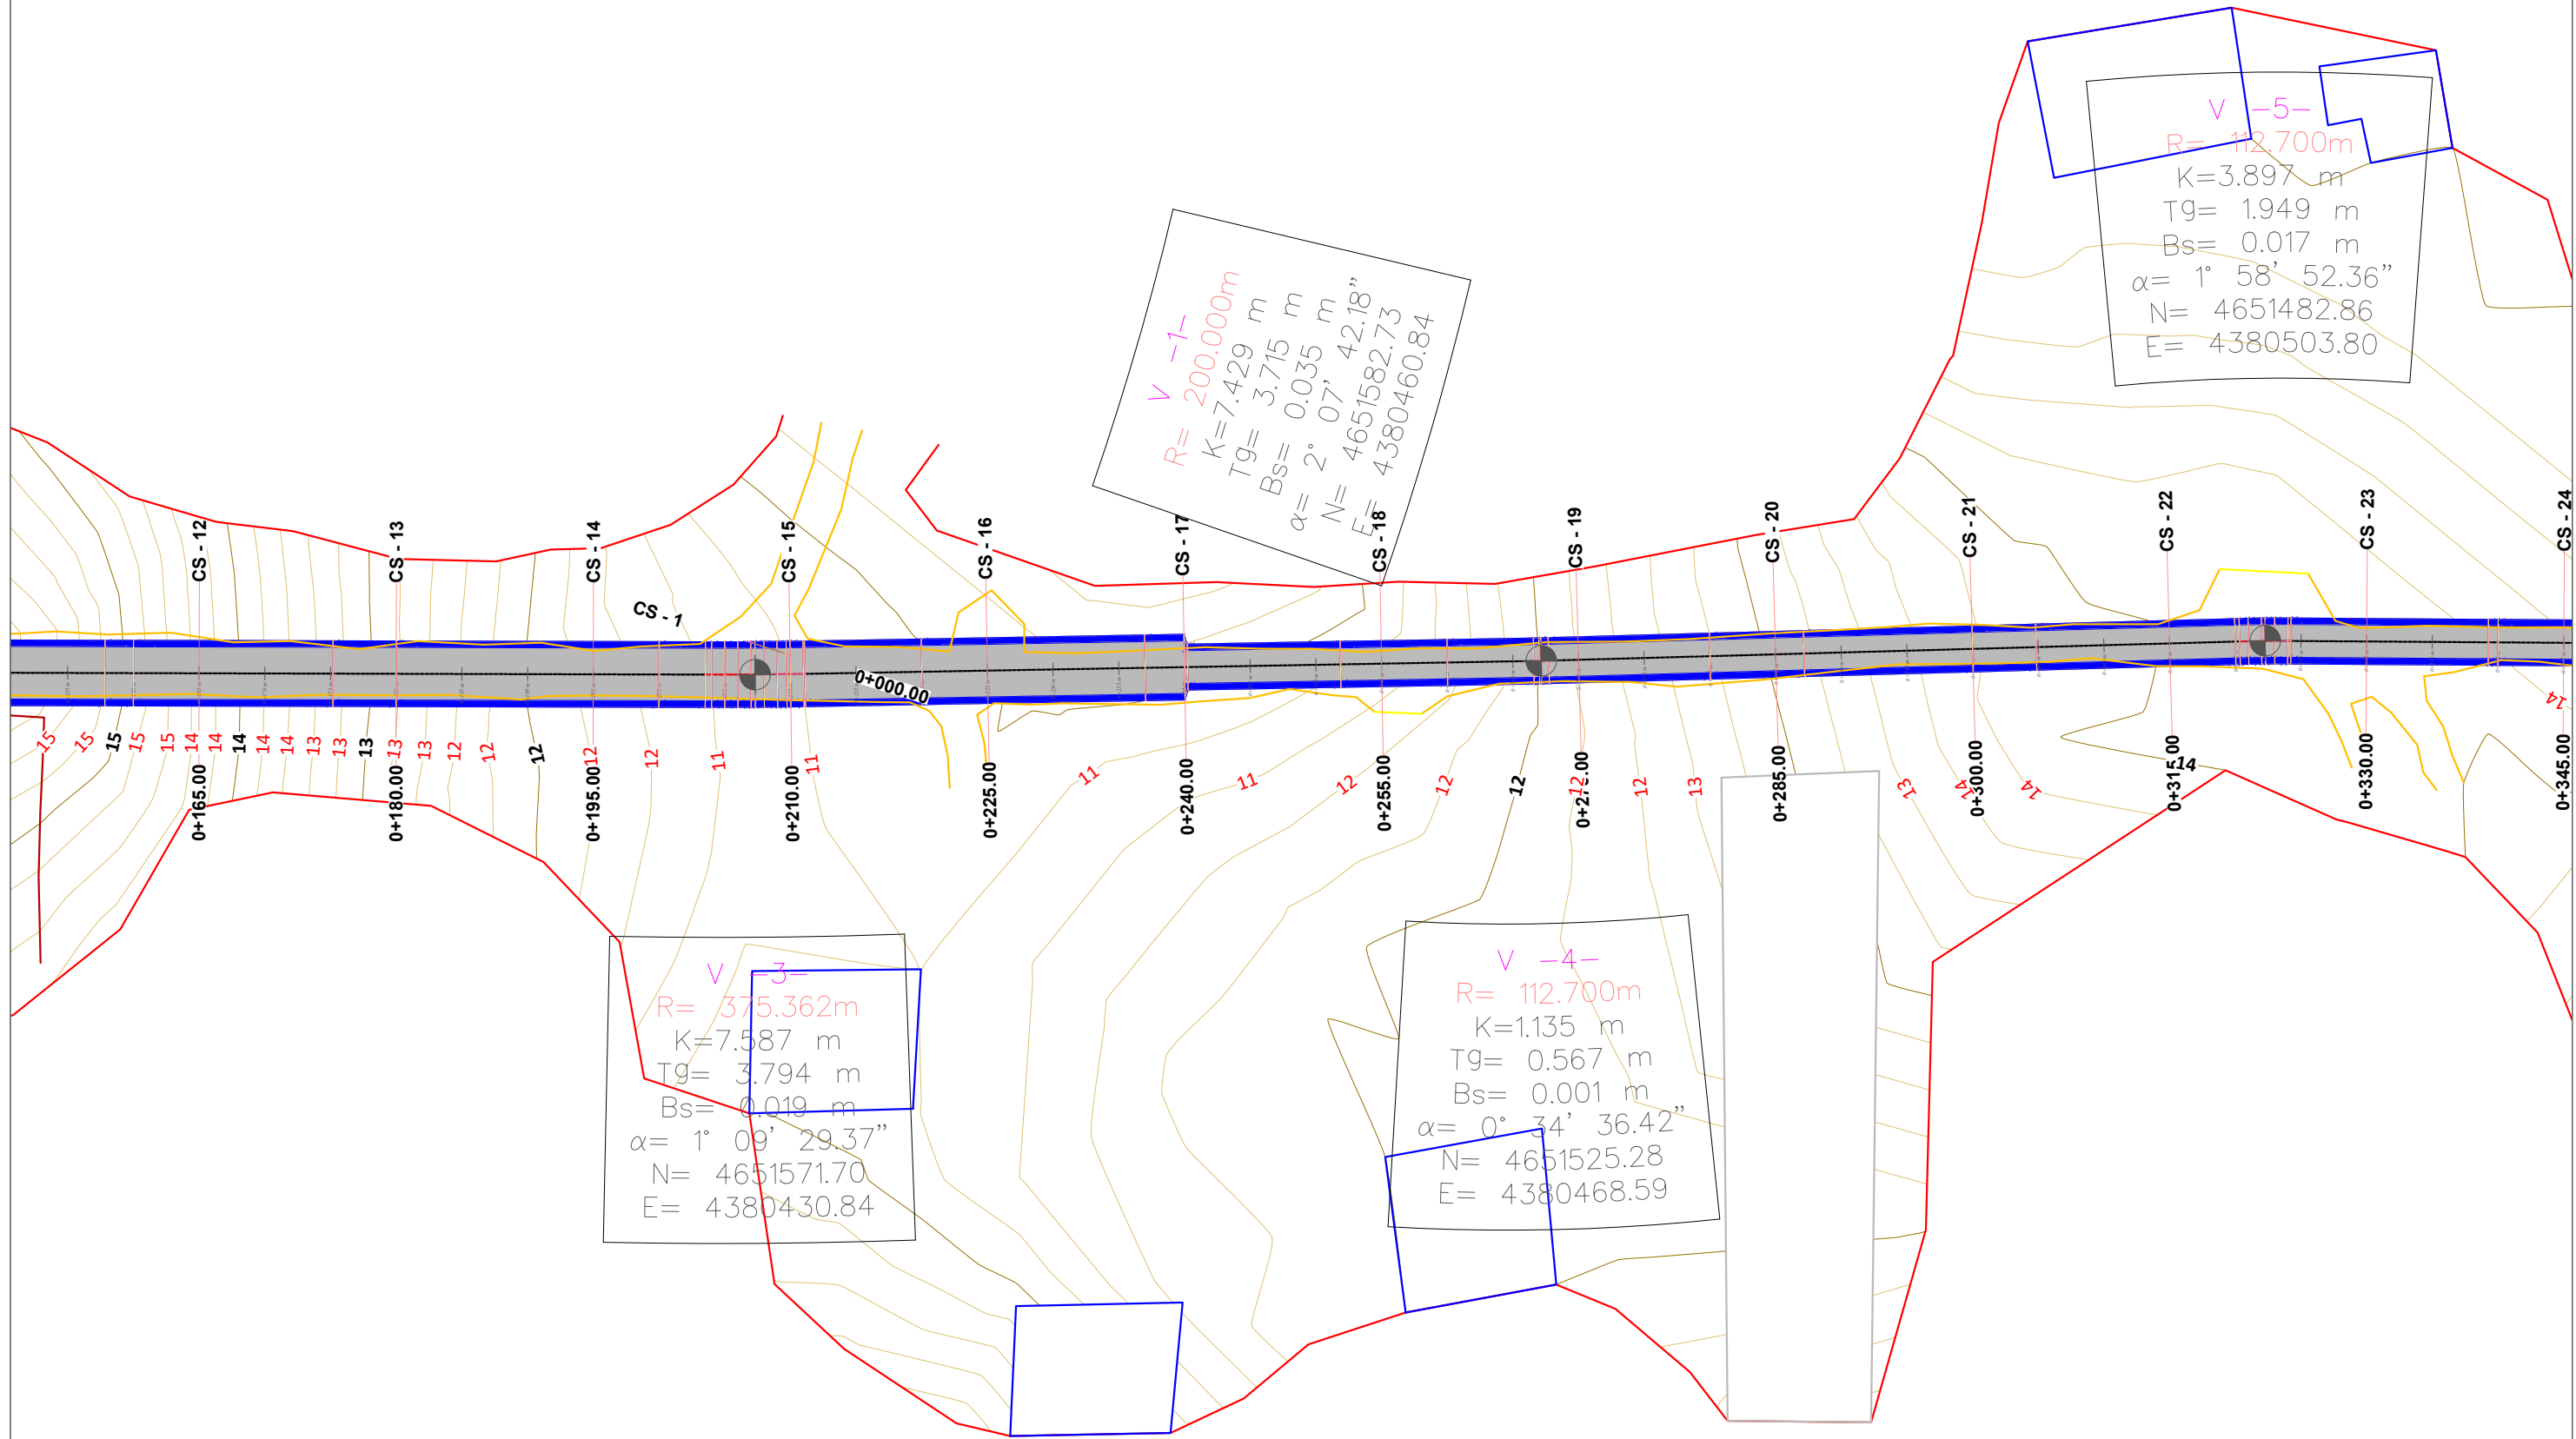 V -5-
R= 112.700m
K=3.897 m
Tg= 1.949 m
Bs= 0.017 m
α= 1° 58' 52.36"
N= 4651482.86
E= 4380503.80
V -1-
R= 200.000m
K=7.429 m
Tg= 3.715 m
Bs= 0.035 m
α= 2° 07' 42.18"
N= 4651582.73
E= 4380460.84
CS - 12
CS - 13
CS - 14
CS - 15
CS - 16
CS - 17
CS - 18
CS - 19
CS - 20
CS - 21
CS - 22
CS - 23
CS - 24
CS - 1
0+000.00
15
15
15
15
15
14
14
14
14
14
13
13
13
13
13
12
12
12
12
12
11
11
11
11
12
12
12
12
12
13
13
14
14
14
14
0+165.00
0+180.00
0+195.00
0+210.00
0+225.00
0+240.00
0+255.00
0+285.00
0+300.00
0+315.00
0+330.00
0+345.00
V -3-
R= 375.362m
K=7.587 m
Tg= 3.794 m
Bs= 0.019 m
α= 1° 09' 29.37"
N= 4651571.70
E= 4380430.84
V -4-
R= 112.700m
K=1.135 m
Tg= 0.567 m
Bs= 0.001 m
α= 0° 34' 36.42"
N= 4651525.28
E= 4380468.59